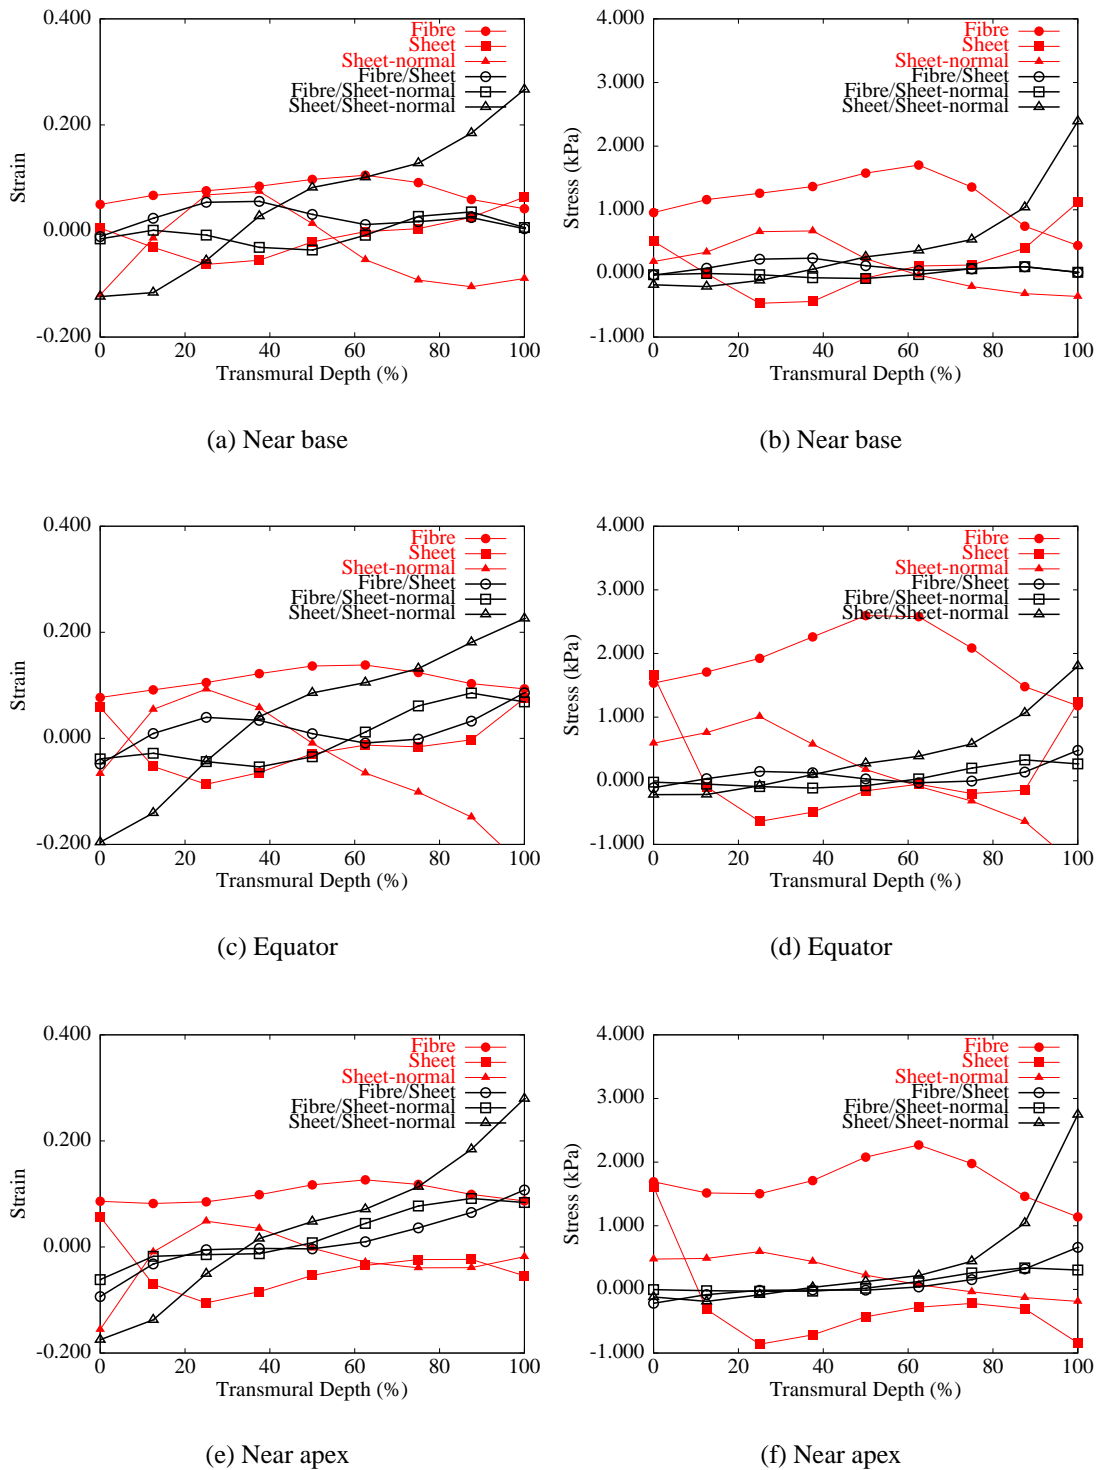 0.400
0.200
0.000
-0.200
0
20
40
60
80
100
Strain
Transmural Depth (%)
Fibre
Sheet
Sheet-normal
Fibre/Sheet
Fibre/Sheet-normal
Sheet/Sheet-normal
(a) Near base
4.000
3.000
2.000
1.000
0.000
-1.000
0
20
40
60
80
100
Stress (kPa)
Transmural Depth (%)
Fibre
Sheet
Sheet-normal
Fibre/Sheet
Fibre/Sheet-normal
Sheet/Sheet-normal
(b) Near base
0.400
0.200
0.000
-0.200
0
20
40
60
80
100
Strain
Transmural Depth (%)
Fibre
Sheet
Sheet-normal
Fibre/Sheet
Fibre/Sheet-normal
Sheet/Sheet-normal
(c) Equator
4.000
3.000
2.000
1.000
0.000
-1.000
0
20
40
60
80
100
Stress (kPa)
Transmural Depth (%)
Fibre
Sheet
Sheet-normal
Fibre/Sheet
Fibre/Sheet-normal
Sheet/Sheet-normal
(d) Equator
0.400
0.200
0.000
-0.200
0
20
40
60
80
100
Strain
Transmural Depth (%)
Fibre
Sheet
Sheet-normal
Fibre/Sheet
Fibre/Sheet-normal
Sheet/Sheet-normal
(e) Near apex
4.000
3.000
2.000
1.000
0.000
-1.000
0
20
40
60
80
100
Stress (kPa)
Transmural Depth (%)
Fibre
Sheet
Sheet-normal
Fibre/Sheet
Fibre/Sheet-normal
Sheet/Sheet-normal
(f) Near apex